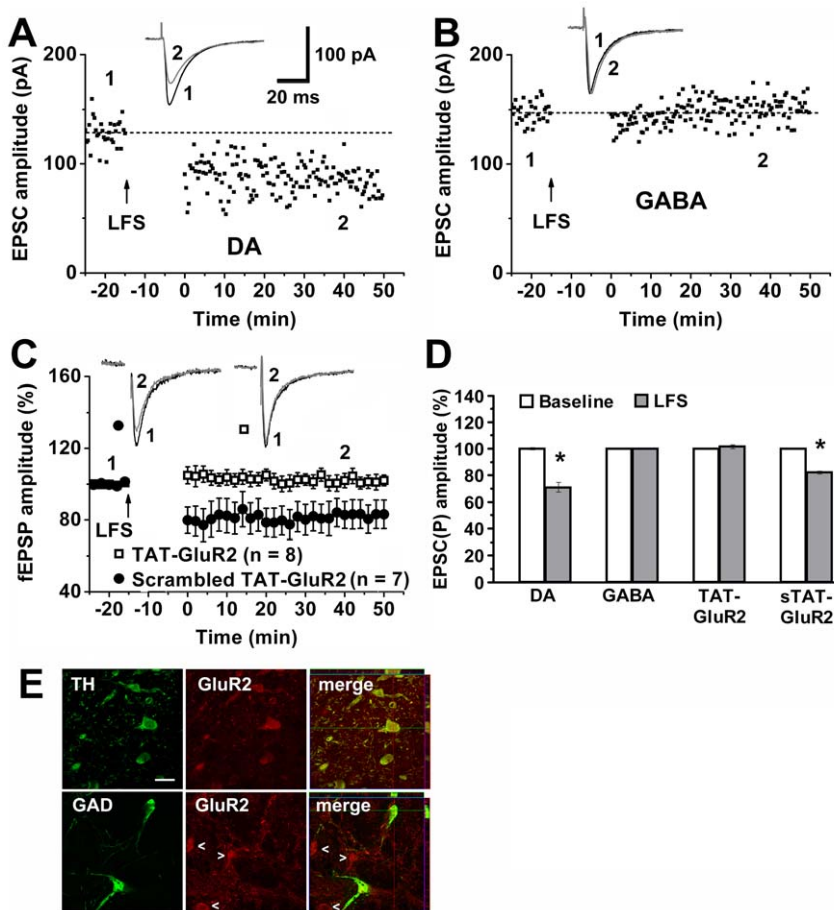 A
EPSC amplitude (pA)
200
100
0
1
2
1
100 pA
20 ms
LFS
DA
2
-20 -10 0 10 20 30 40 50
Time (min)
B
EPSC amplitude (pA)
200
100
0
1
2
1
LFS
GABA
2
-20 -10 0 10 20 30 40 50
Time (min)
C
fEPSP amplitude (%)
160
120
80
40
2
1
2
1
1
2
LFS
TAT-GluR2 (n = 8)
Scrambled TAT-GluR2 (n = 7)
-20 -10 0 10 20 30 40 50
Time (min)
D
EPSC(P) amplitude (%)
140
120
100
80
60
40
20
0
Baseline LFS
*
*
DA GABA TAT- sTAT-
GluR2 GluR2
E
TH GluR2 merge
GAD GluR2 merge
< <
> >
< <